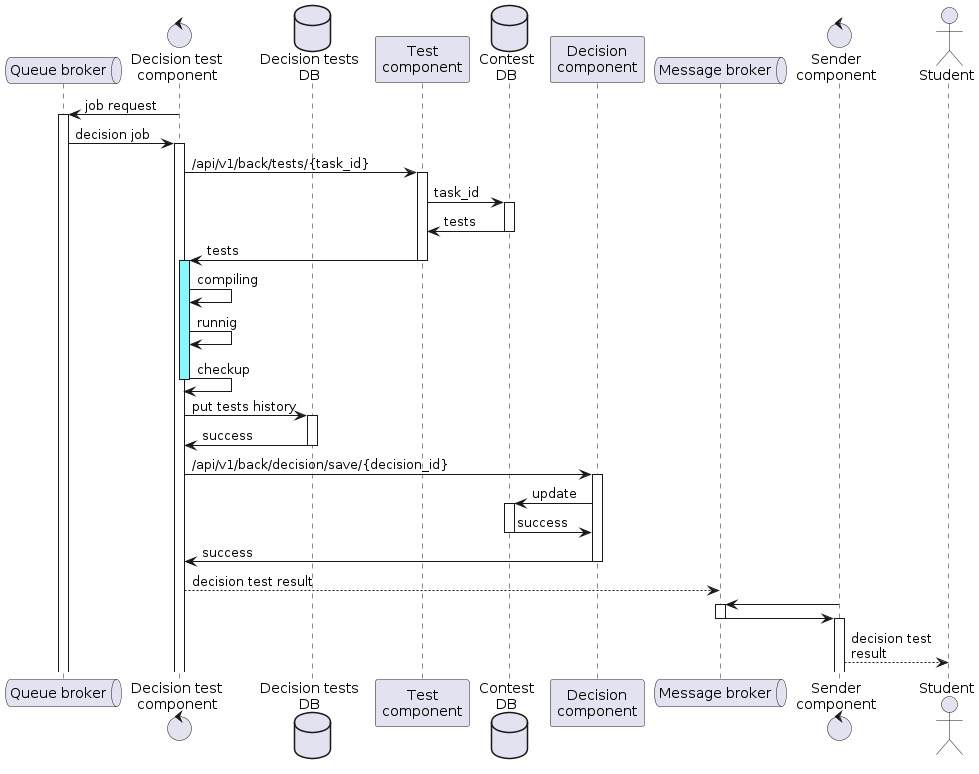 Queue broker
Decision test
component
Decision tests
DB
Test
component
Contest
DB
Decision
component
Message broker
Sender
component
Student
job request
decision job
/api/v1/back/tests/{task_id}
task_id
tests
tests
compiling
runnig
checkup
put tests history
success
/api/v1/back/decision/save/{decision_id}
update
success
success
decision test result
decision test
result
Queue broker
Decision test
component
Decision tests
DB
Test
component
Contest
DB
Decision
component
Message broker
Sender
component
Student